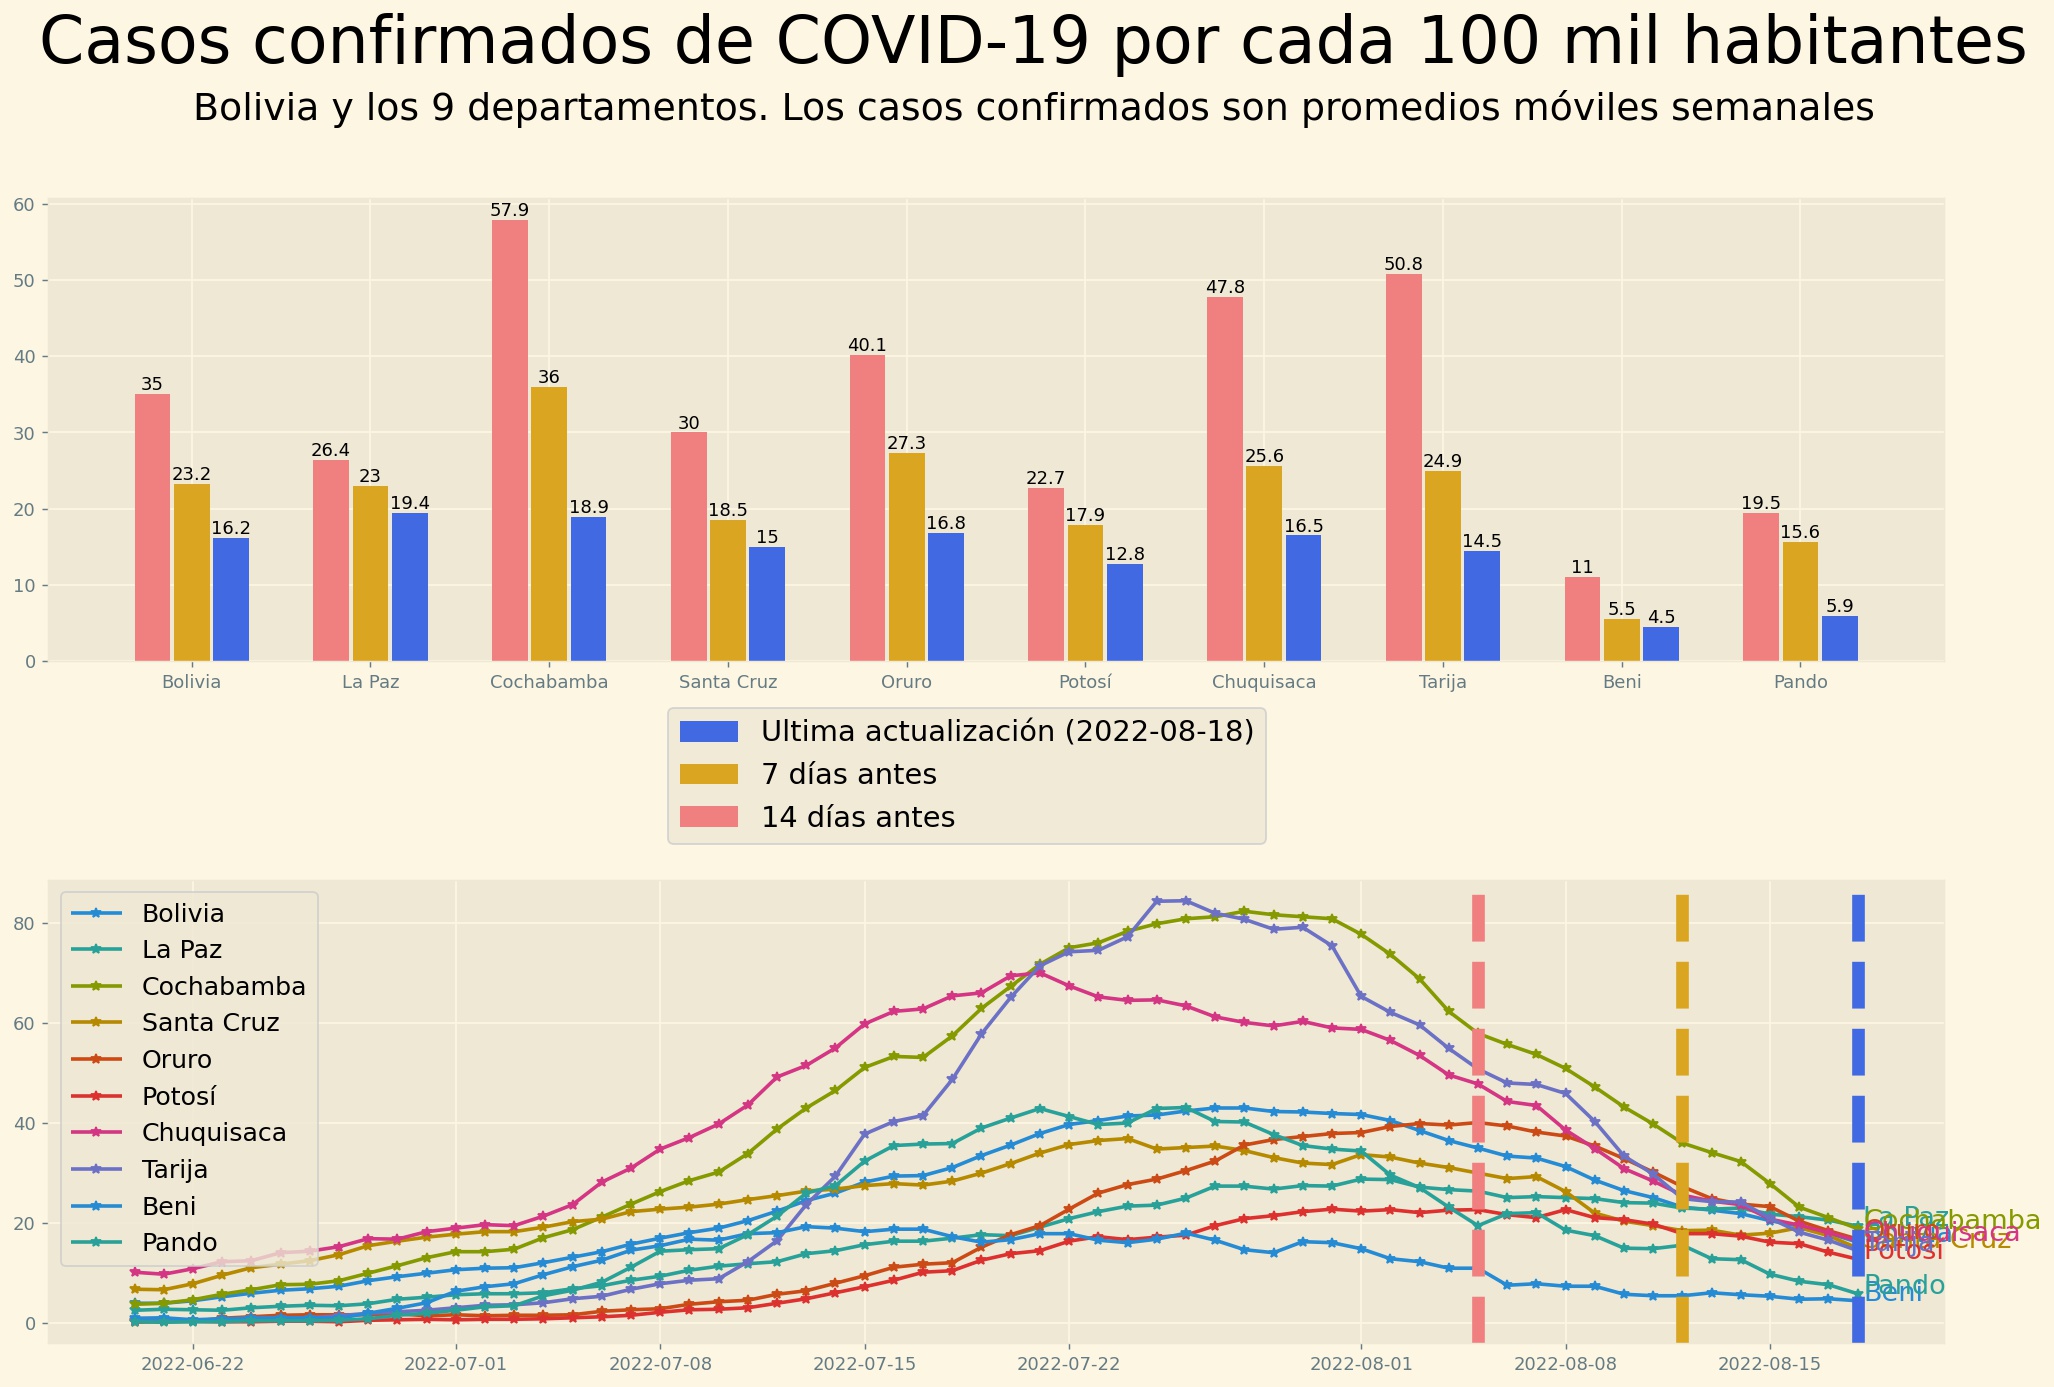 Casos confirmados de COVID-19 por cada 100 mil habitantes
Bolivia y los 9 departamentos. Los casos confirmados son promedios móviles semanales
60
50
40
30
20
10
0
35
23.2
16.2
26.4
23
19.4
57.9
36
18.9
30
18.5
15
40.1
27.3
16.8
22.7
17.9
12.8
47.8
25.6
16.5
50.8
24.9
14.5
11
5.5
4.5
19.5
15.6
5.9
Bolivia
La Paz
Cochabamba
Santa Cruz
Oruro
Potosí
Chuquisaca
Tarija
Beni
Pando
Ultima actualización (2022-08-18)
7 días antes
14 días antes
80
60
40
20
0
Bolivia
La Paz
Cochabamba
Santa Cruz
Oruro
Potosí
Chuquisaca
Tarija
Beni
Pando
La Paz
Cochabamba
Chuquisaca
Santa Cruz
Potosí
Pando
Beni
2022-06-22
2022-07-01
2022-07-08
2022-07-15
2022-07-22
2022-08-01
2022-08-08
2022-08-15